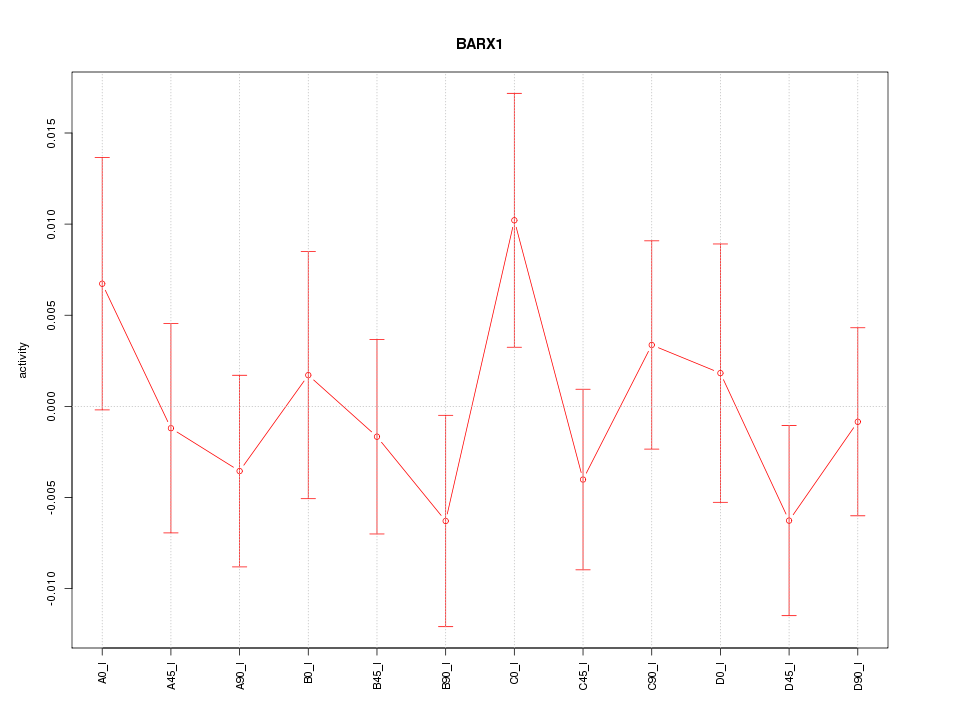 BARX1
activity
0.015
0.010
0.005
0.000
-0.005
-0.010
A0_I
A45_I
A90_I
B0_I
B45_I
B90_I
C0_I
C45_I
C90_I
D0_I
D45_I
D90_I